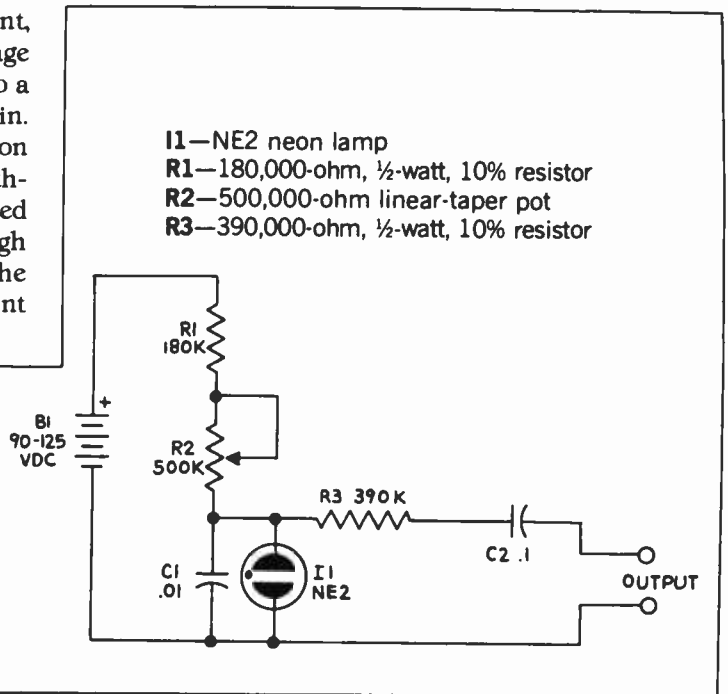 nt,
ge
o a
in.
on
h-
ed
gh
he
nt
I1—NE2 neon lamp
R1—180,000-ohm, ½-watt, 10% resistor
R2—500,000-ohm linear-taper pot
R3—390,000-ohm, ½-watt, 10% resistor
R1
180K
+
B1
90-125
VDC
R2
500K
R3 390K
C1
.01
I1
NE2
C2 .1
OUTPUT